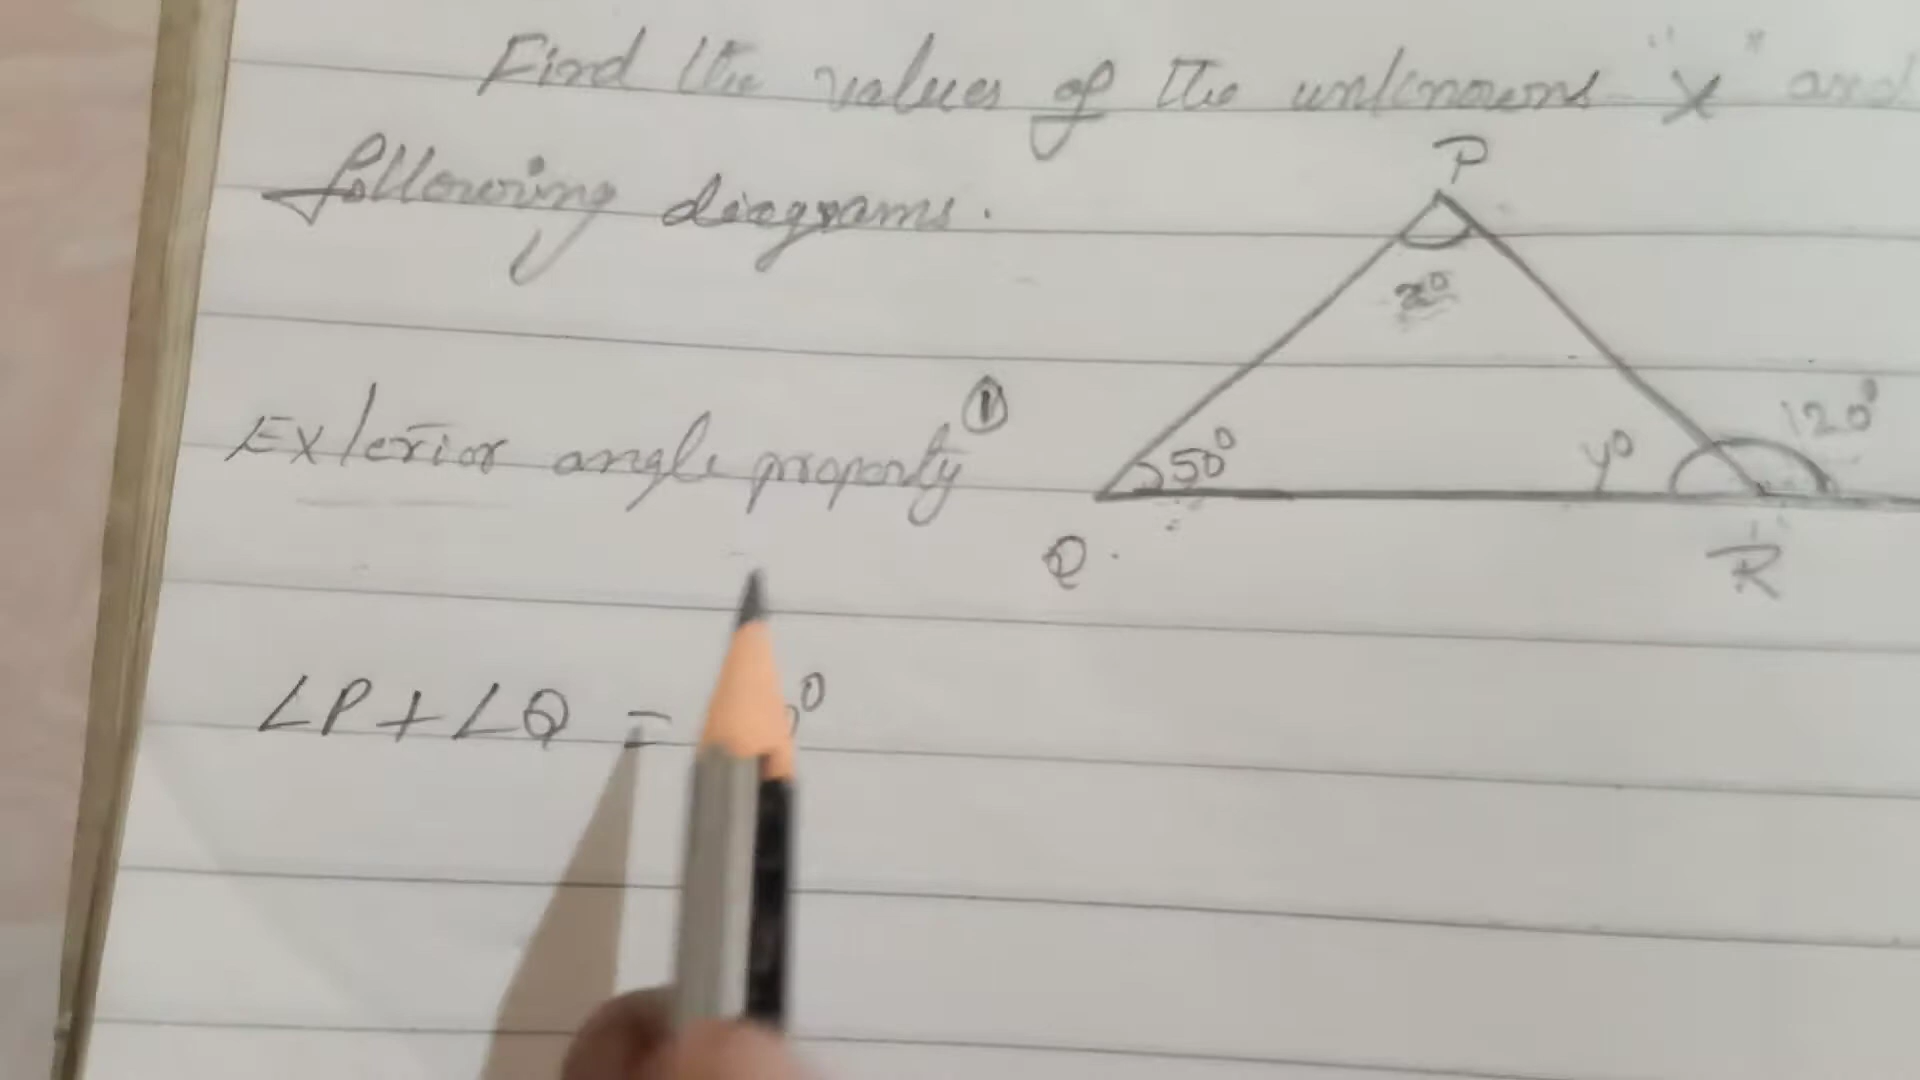 Find the values of the unknowns "x" and
following diagrams.
P
x°
Exterior angle property ①
50°
y°
120°
Q
R
∠P + ∠Q =